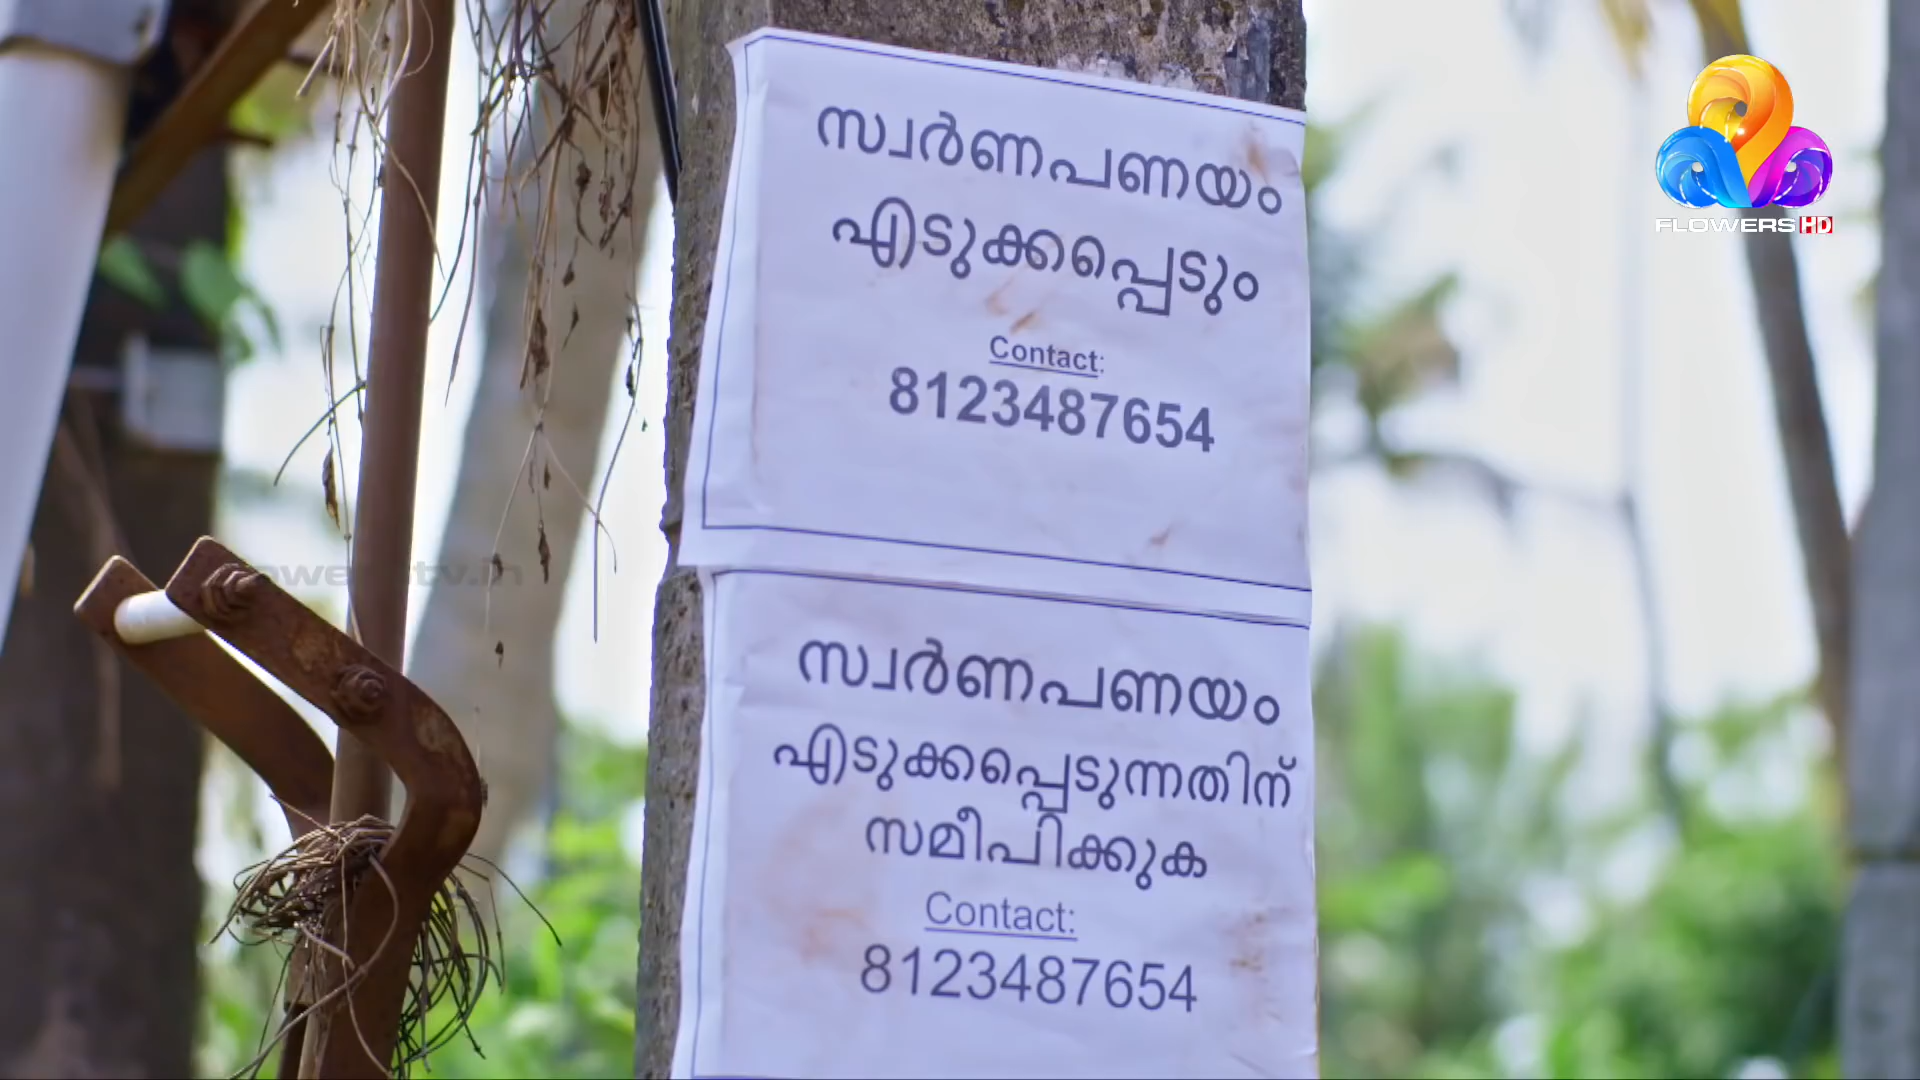 FLOWERS HD
സ്വർണപണയം
എടുക്കപ്പെടും
Contact:
8123487654
സ്വർണപണയം
എടുക്കപ്പെടുന്നതിന്
സമീപിക്കുക
Contact:
8123487654